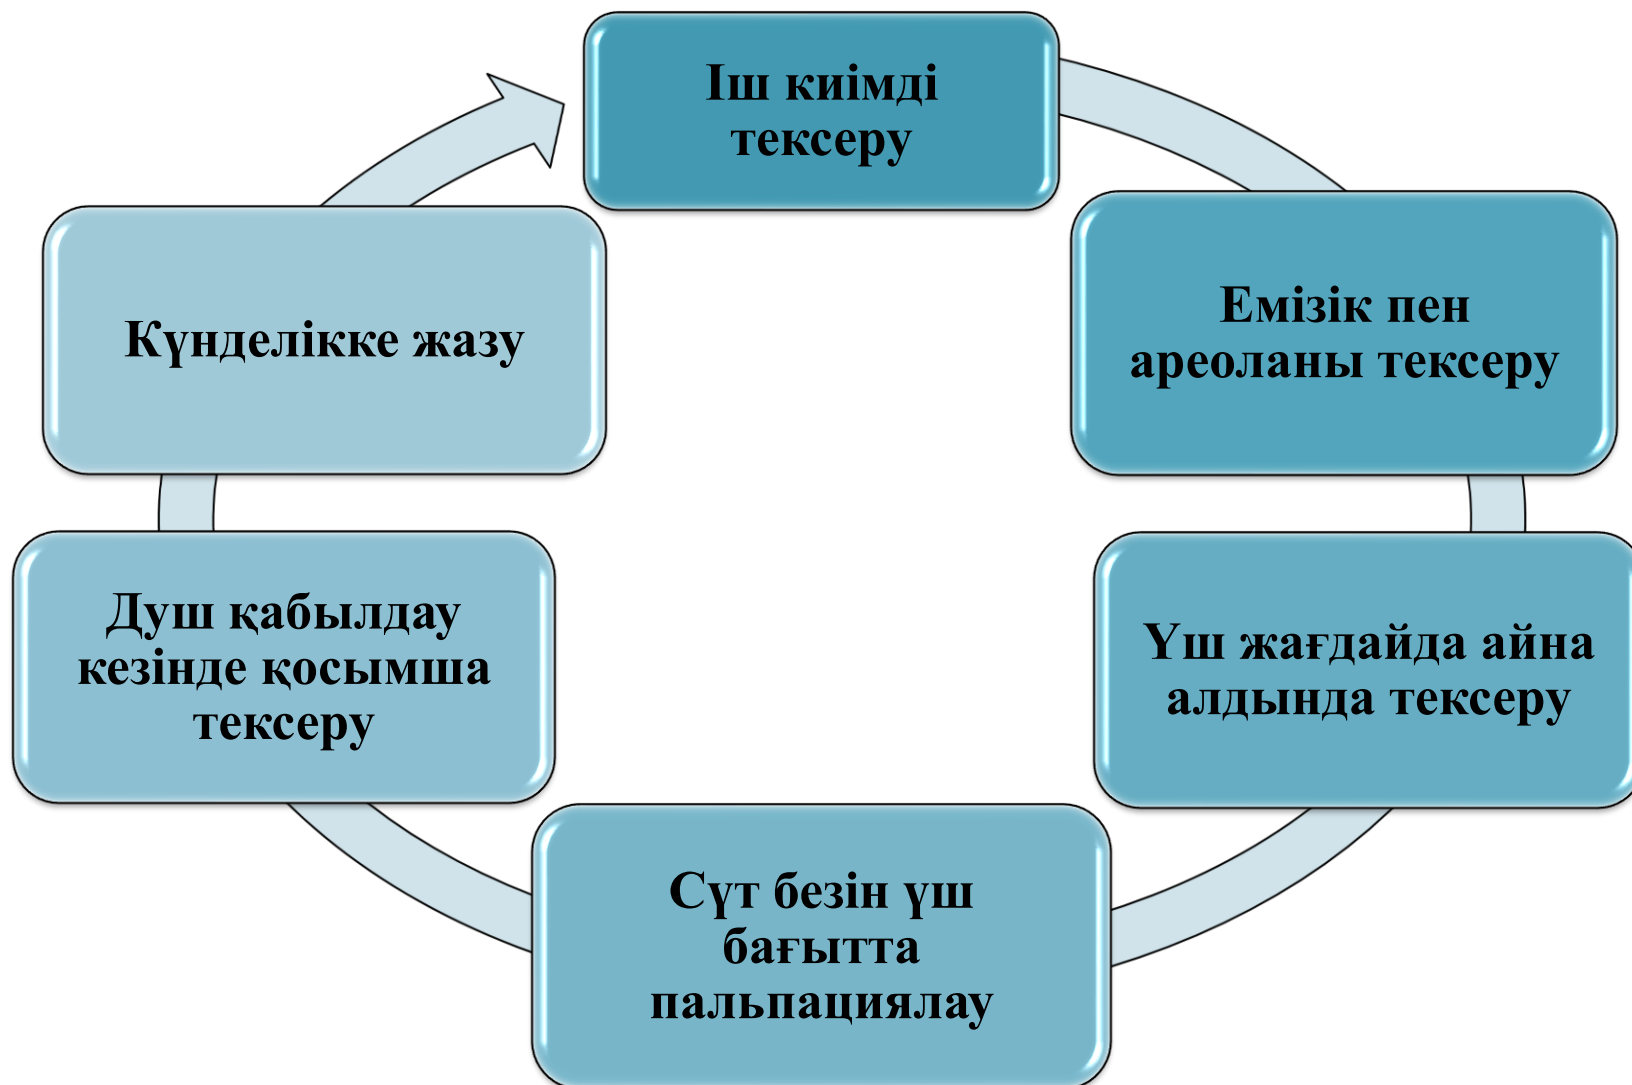 Іш киімді
тексеру
Емізік пен
ареоланы тексеру
Үш жағдайда айна
алдында тексеру
Сүт безін үш
бағытта
пальпациялау
Душ қабылдау
кезінде қосымша
тексеру
Күнделікке жазу